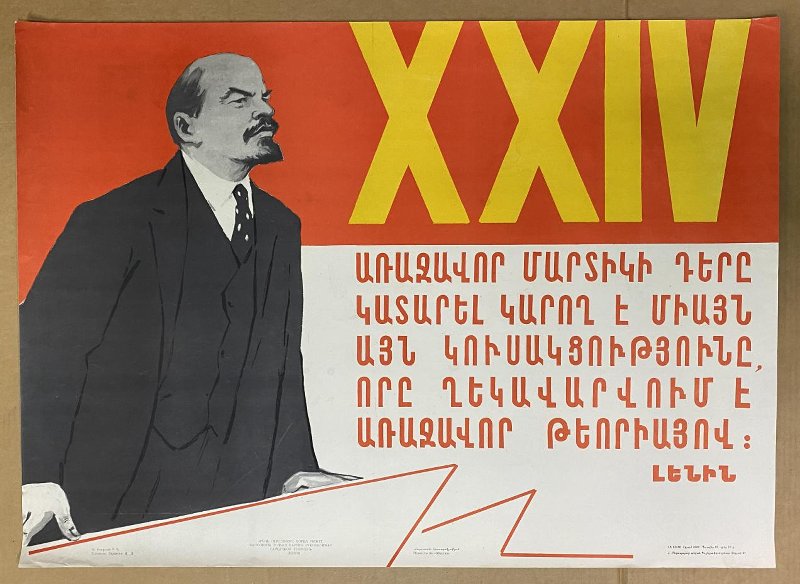 XXIV
ԱՌԱՋԱՎՈՐ ՄԱՐՏԻԿԻ ԴԵՐԸ
ԿԱՏԱՐԵԼ ԿԱՐՈՂ Է ՄԻԱՅՆ
ԱՅՆ ԿՈՒՍԱԿՑՈՒԹՅՈՒՆԸ,
ՈՐԸ ՂԵԿԱՎԱՐՎՈՒՄ Է
ԱՌԱՋԱՎՈՐ ԹԵՈՐԻԱՅՈՎ։
ԼԵՆԻՆ